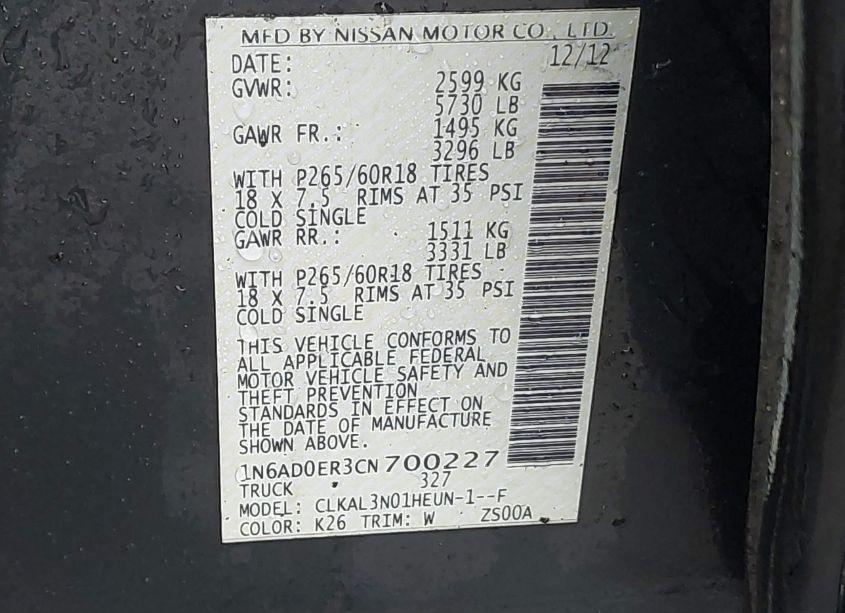 MFD BY NISSAN MOTOR CO., LTD.
DATE: 12/12
GVWR: 2599 KG
5730 LB
GAWR FR.: 1495 KG
3296 LB
WITH P265/60R18 TIRES
18 X 7.5 RIMS AT 35 PSI
COLD SINGLE
GAWR RR.: 1511 KG
3331 LB
WITH P265/60R18 TIRES
18 X 7.5 RIMS AT 35 PSI
COLD SINGLE
THIS VEHICLE CONFORMS TO
ALL APPLICABLE FEDERAL
MOTOR VEHICLE SAFETY AND
THEFT PREVENTION
STANDARDS IN EFFECT ON
THE DATE OF MANUFACTURE
SHOWN ABOVE.
1N6AD0ER3CN700227
TRUCK 327
MODEL: CLKAL3N01HEUN-1--F
COLOR: K26 TRIM: W ZS00A